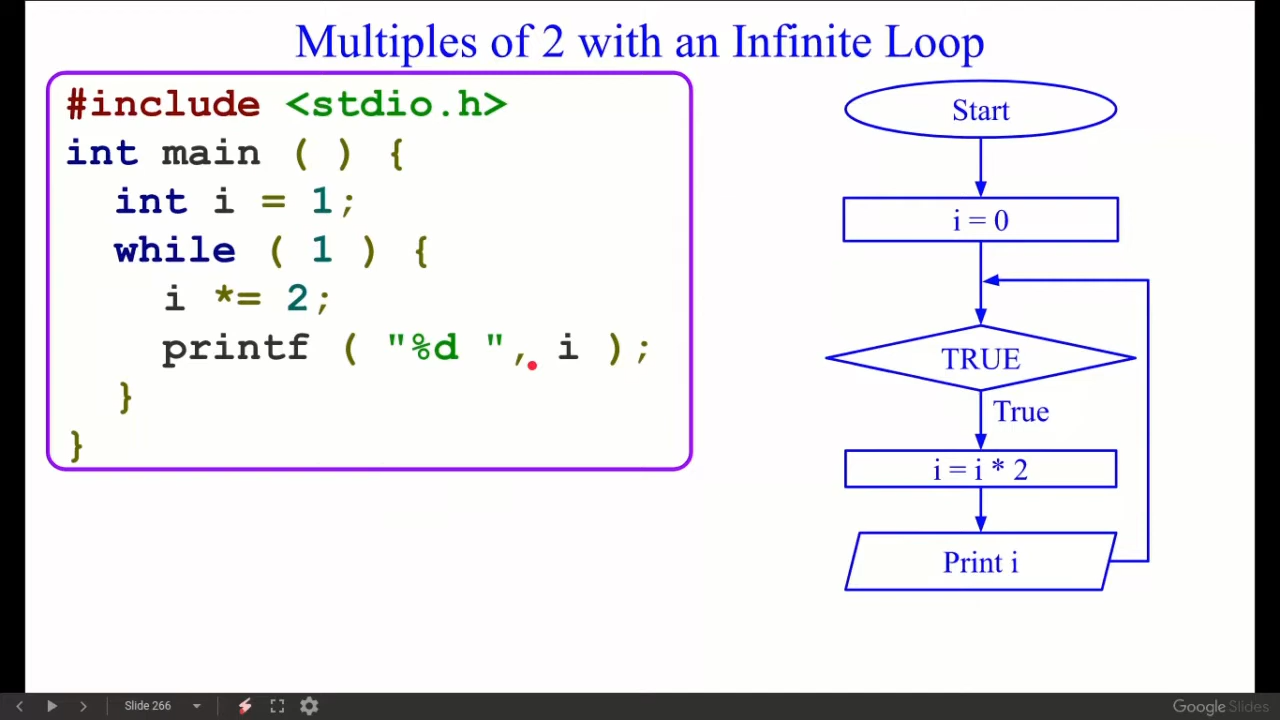 Multiples of 2 with an Infinite Loop
#include <stdio.h>
int main ( ) {
int i = 1;
while ( 1 ) {
i *= 2;
printf ( "%d ", i );
}
}
Start
i = 0
TRUE
True
i = i * 2
Print i
Slide 266
Google Slides